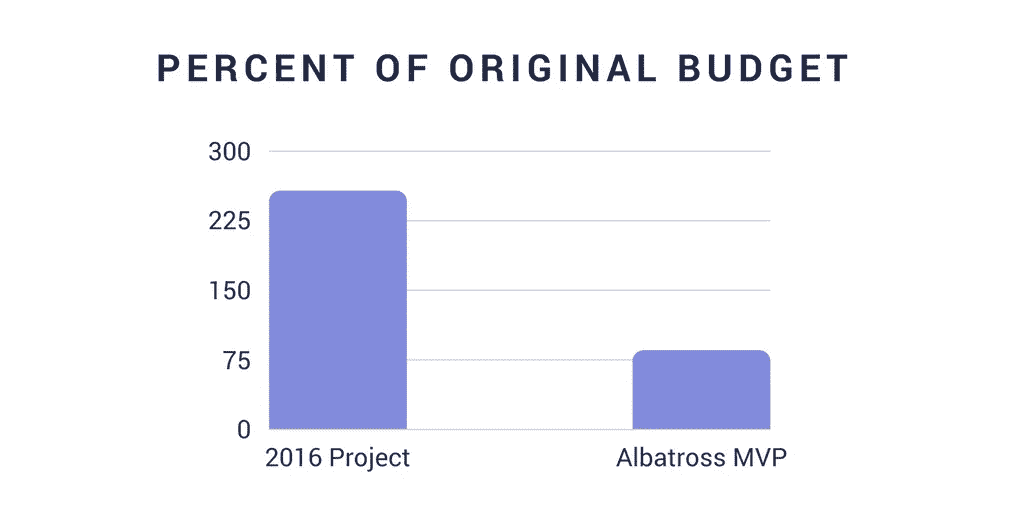 PERCENT OF ORIGINAL BUDGET
300
225
150
75
0
2016 Project
Albatross MVP